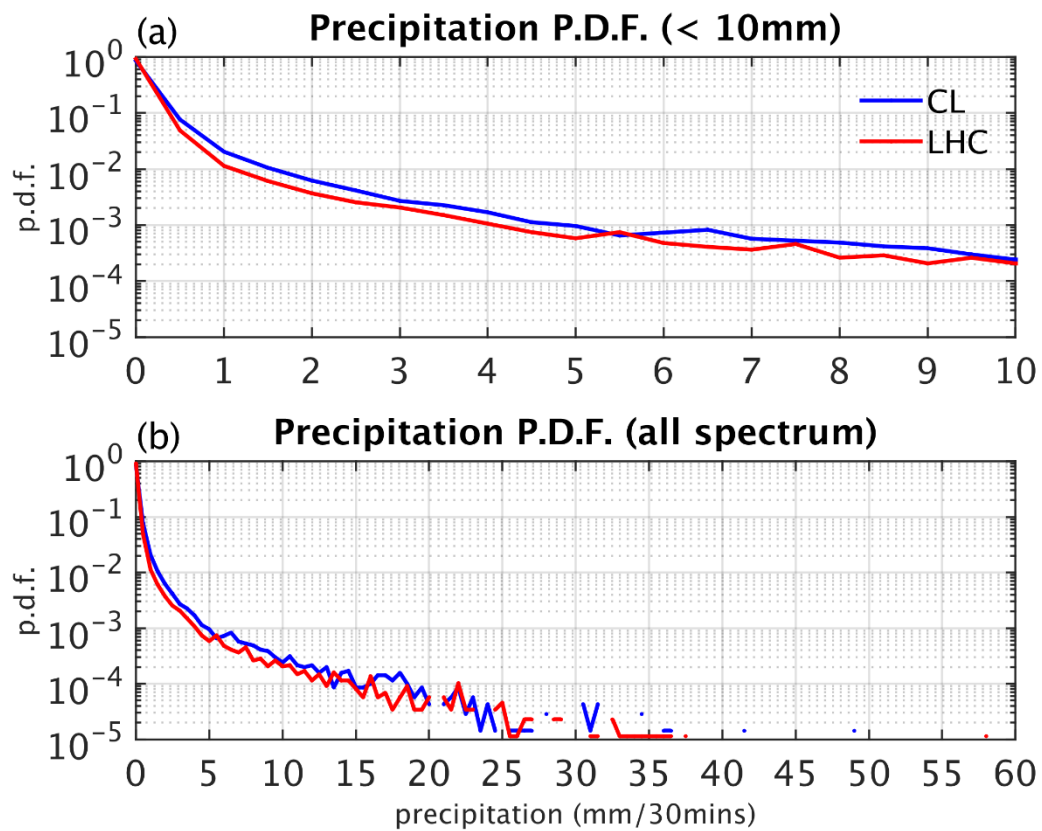 (a) Precipitation P.D.F. (< 10mm)
10^0
10^-1
10^-2
10^-3
10^-4
10^-5
p.d.f.
CL
LHC
0 1 2 3 4 5 6 7 8 9 10
(b) Precipitation P.D.F. (all spectrum)
10^0
10^-1
10^-2
10^-3
10^-4
10^-5
p.d.f.
0 5 10 15 20 25 30 35 40 45 50 55 60
precipitation (mm/30mins)